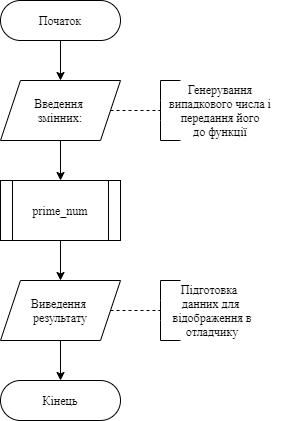 Початок
Введення
змінних:
Генерування
випадкового числа і
передання його
до функції
prime_num
Виведення
результату
Підготовка
данних для
відображення в
отладчику
Кінець